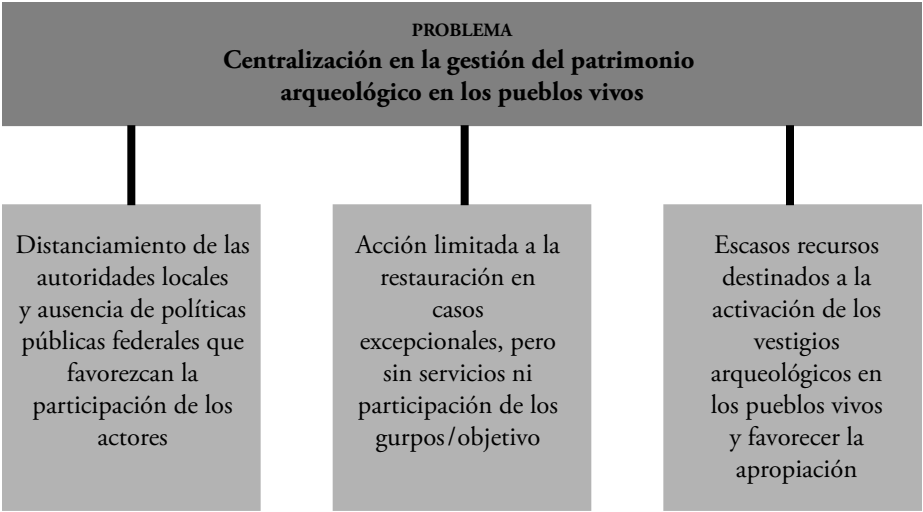 PROBLEMA
Centralización en la gestión del patrimonio
arqueológico en los pueblos vivos
Distanciamiento de las
autoridades locales
y ausencia de políticas
públicas federales que
favorezcan la
participación de los
actores
Acción limitada a la
restauración en
casos
excepcionales, pero
sin servicios ni
participación de los
gurpos/objetivo
Escasos recursos
destinados a la
activación de los
vestigios
arqueológicos en
los pueblos vivos
y favorecer la
apropiación